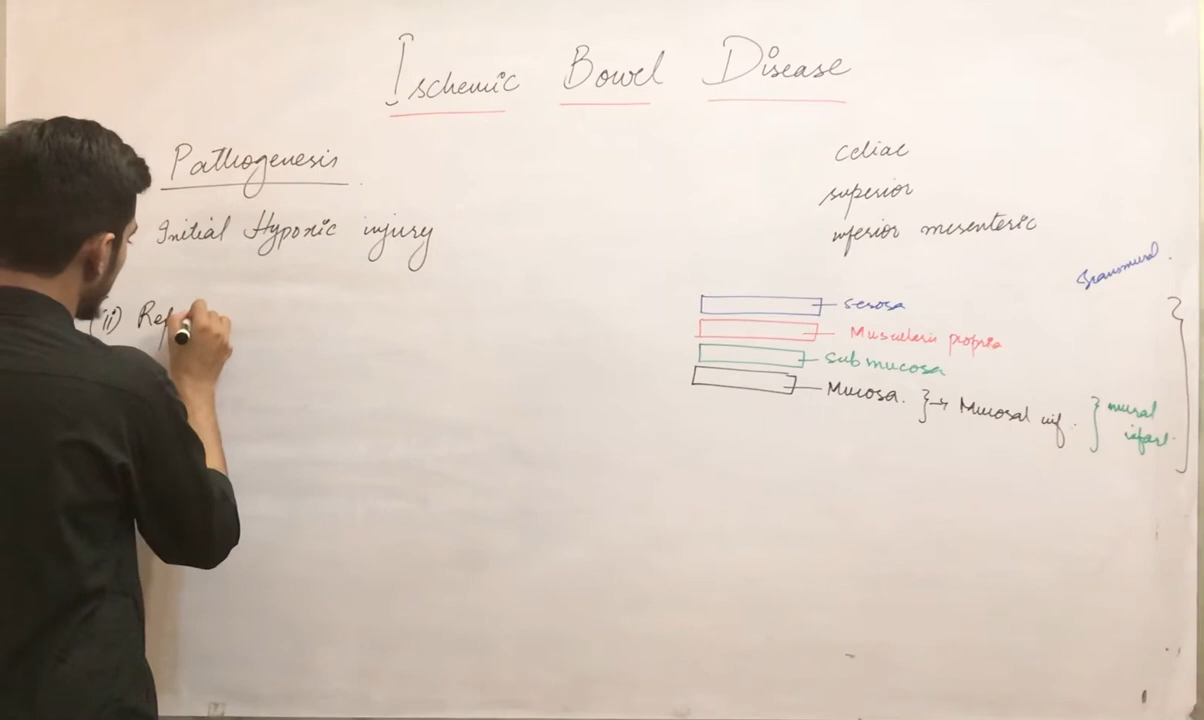 Ischemic Bowel Disease
Pathogenesis
Initial Hypoxic injury
(ii) Rep
celiac
superior
inferior mesenteric
Transmural.
serosa
Muscularis propria
sub mucosa
Mucosa. } → Mucosal inf. } mural
infarct.